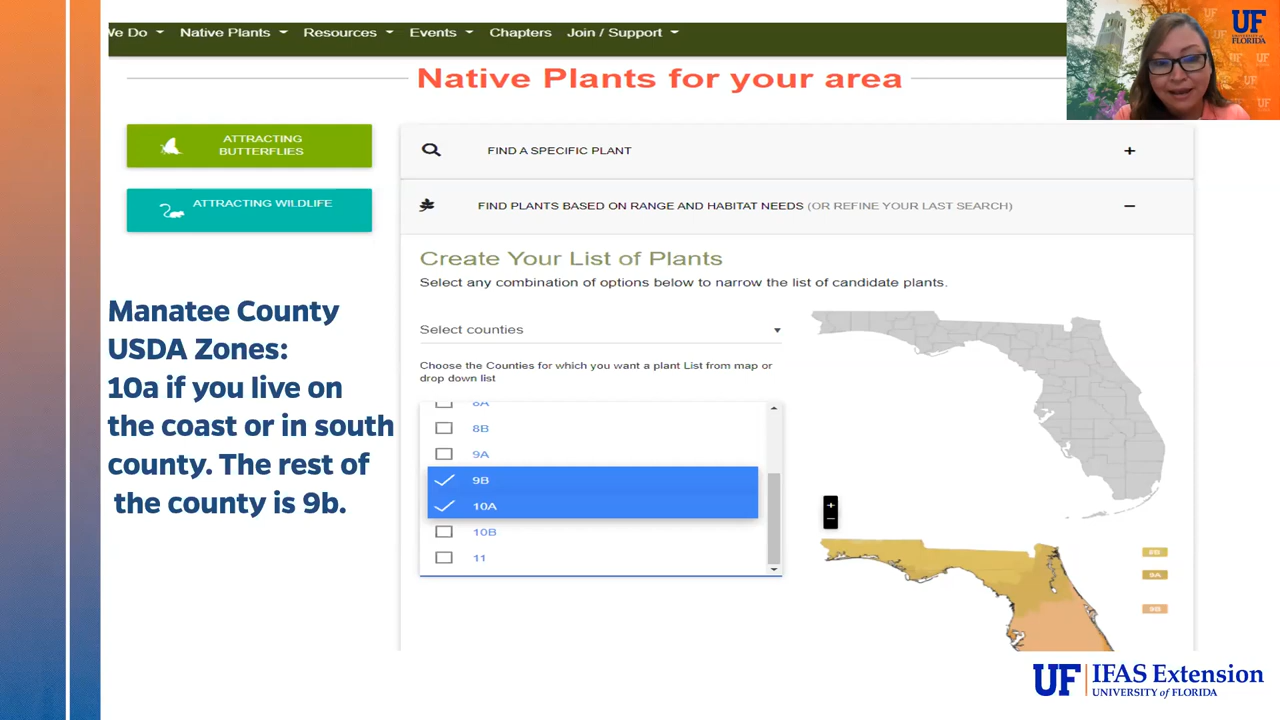 We Do Native Plants Resources Events Chapters Join / Support
UF
UNIVERSITY of FLORIDA
Native Plants for your area
ATTRACTING
BUTTERFLIES
ATTRACTING WILDLIFE
FIND A SPECIFIC PLANT +
FIND PLANTS BASED ON RANGE AND HABITAT NEEDS (OR REFINE YOUR LAST SEARCH) −
Create Your List of Plants
Select any combination of options below to narrow the list of candidate plants.
Select counties
Choose the Counties for which you want a plant List from map or
drop down list
8A
8B
9A
9B
10A
10B
11
+
−
8B
9A
9B
Manatee County
USDA Zones:
10a if you live on
the coast or in south
county. The rest of
the county is 9b.
UF IFAS Extension
UNIVERSITY of FLORIDA